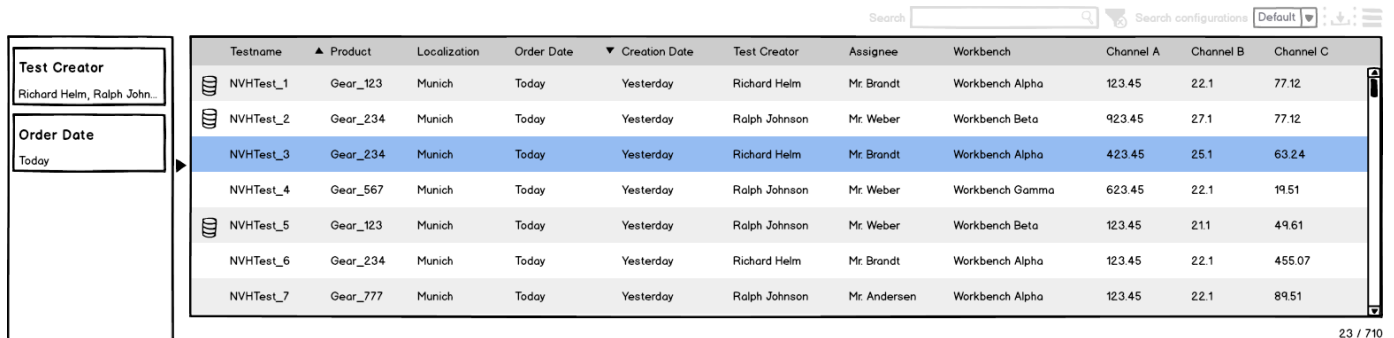 Search Search configurations Default
Test Creator
Richard Helm, Ralph John...
Order Date
Today
Testname Product Localization Order Date Creation Date Test Creator Assignee Workbench Channel A Channel B Channel C
NVHTest_1 Gear_123 Munich Today Yesterday Richard Helm Mr. Brandt Workbench Alpha 123.45 22.1 77.12
NVHTest_2 Gear_234 Munich Today Yesterday Ralph Johnson Mr. Weber Workbench Beta 923.45 27.1 77.12
NVHTest_3 Gear_234 Munich Today Yesterday Richard Helm Mr. Brandt Workbench Alpha 423.45 25.1 63.24
NVHTest_4 Gear_567 Munich Today Yesterday Ralph Johnson Mr. Weber Workbench Gamma 623.45 22.1 19.51
NVHTest_5 Gear_123 Munich Today Yesterday Ralph Johnson Mr. Weber Workbench Beta 123.45 21.1 49.61
NVHTest_6 Gear_234 Munich Today Yesterday Richard Helm Mr. Brandt Workbench Alpha 123.45 22.1 455.07
NVHTest_7 Gear_777 Munich Today Yesterday Ralph Johnson Mr. Andersen Workbench Alpha 123.45 22.1 89.51
23 / 710